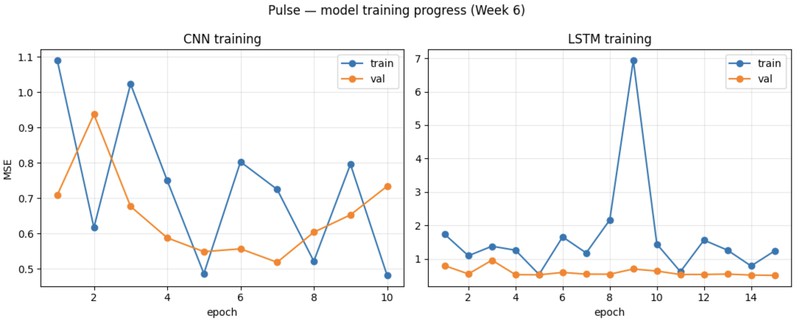 Pulse — model training progress (Week 6)
CNN training
1.1
1.0
0.9
0.8
0.7
0.6
0.5
MSE
2
4
6
8
10
epoch
train
val
LSTM training
7
6
5
4
3
2
1
2
4
6
8
10
12
14
epoch
train
val